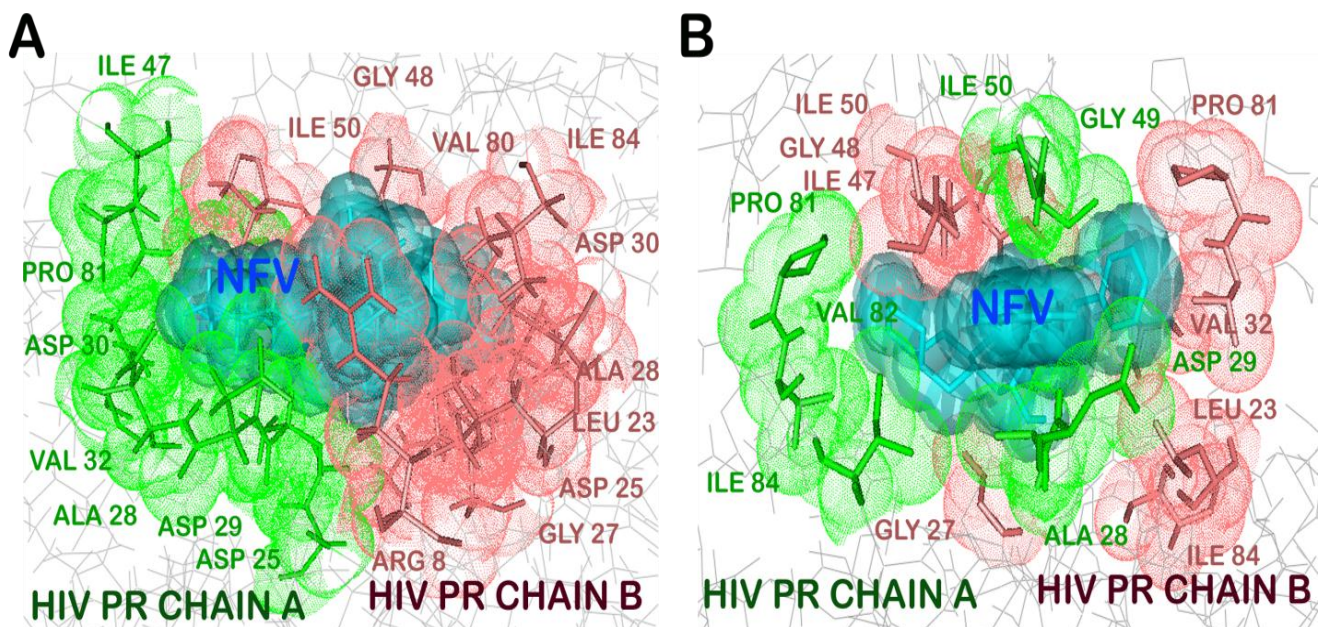 A
ILE 47
GLY 48
ILE 50
VAL 80
ILE 84
ASP 30
PRO 81
NFV
ASP 30
ALA 28
LEU 23
VAL 32
ASP 25
ALA 28
ASP 29
GLY 27
ASP 25
ARG 8
HIV PR CHAIN A
HIV PR CHAIN B
B
ILE 50
ILE 50
PRO 81
GLY 49
GLY 48
ILE 47
PRO 81
NFV
VAL 82
VAL 32
ASP 29
LEU 23
ILE 84
GLY 27
ALA 28
ILE 84
HIV PR CHAIN A
HIV PR CHAIN B